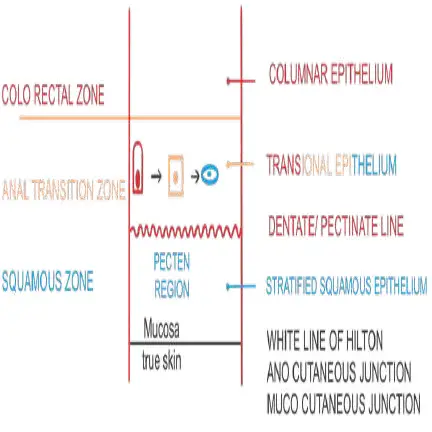 COLUMNAR EPITHELIUM
COLO RECTAL ZONE
TRANSIONAL EPITHELIUM
ANAL TRANSITION ZONE
DENTATE/ PECTINATE LINE
PECTEN
REGION
SQUAMOUS ZONE
STRATIFIED SQUAMOUS EPITHELIUM
Mucosa
true skin
WHITE LINE OF HILTON
ANO CUTANEOUS JUNCTION
MUCO CUTANEOUS JUNCTION